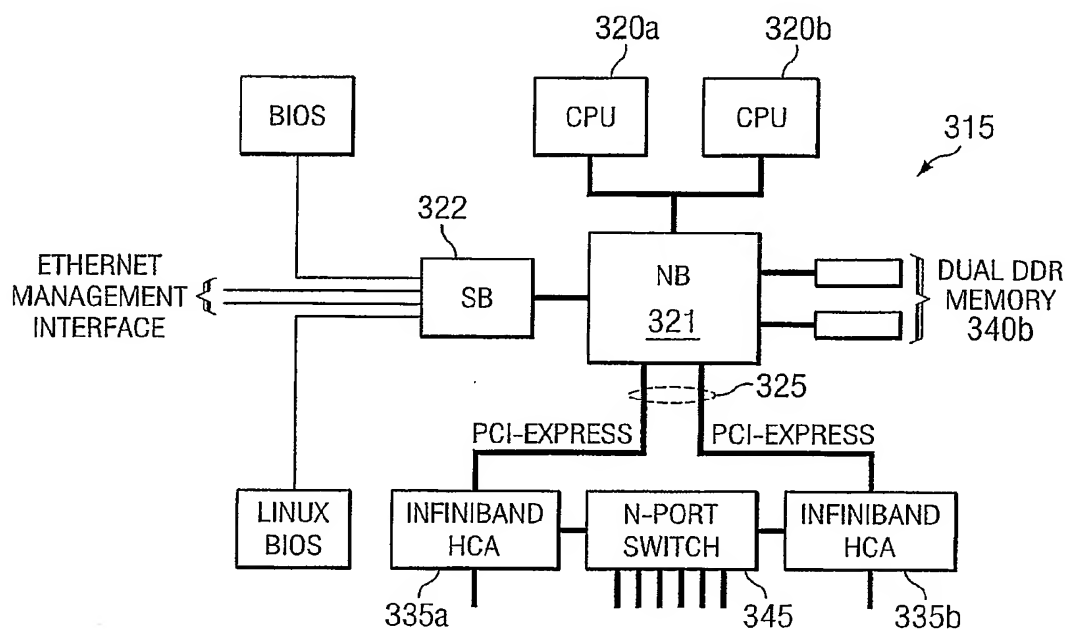 320a
320b
BIOS
CPU
CPU
315
322
ETHERNET
MANAGEMENT
INTERFACE
SB
NB
321
DUAL DDR
MEMORY
340b
325
PCI-EXPRESS
PCI-EXPRESS
LINUX
BIOS
INFINIBAND
HCA
N-PORT
SWITCH
INFINIBAND
HCA
335a
345
335b